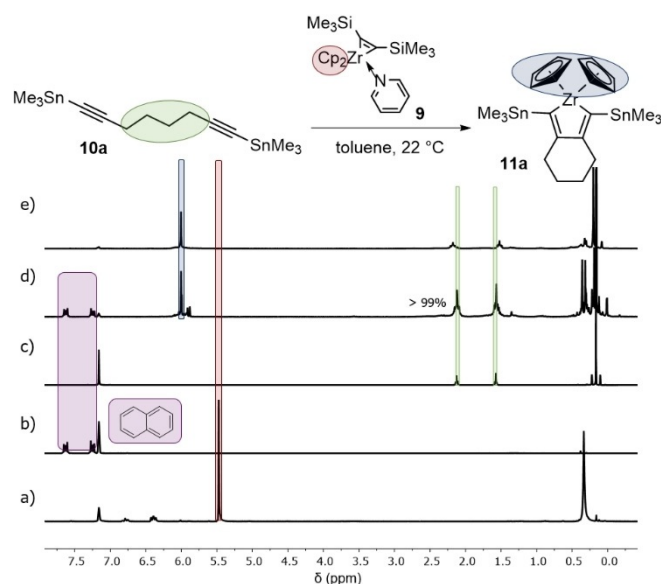 Me₃Si
SiMe₃
Cp₂Zr
N
9
Me₃Sn
SnMe₃
10a
toluene, 22 °C
Zr
Me₃Sn
SnMe₃
11a
e)
d)
> 99%
c)
b)
a)
7.5 7.0 6.5 6.0 5.5 5.0 4.5 4.0 3.5 3.0 2.5 2.0 1.5 1.0 0.5 0.0
δ (ppm)